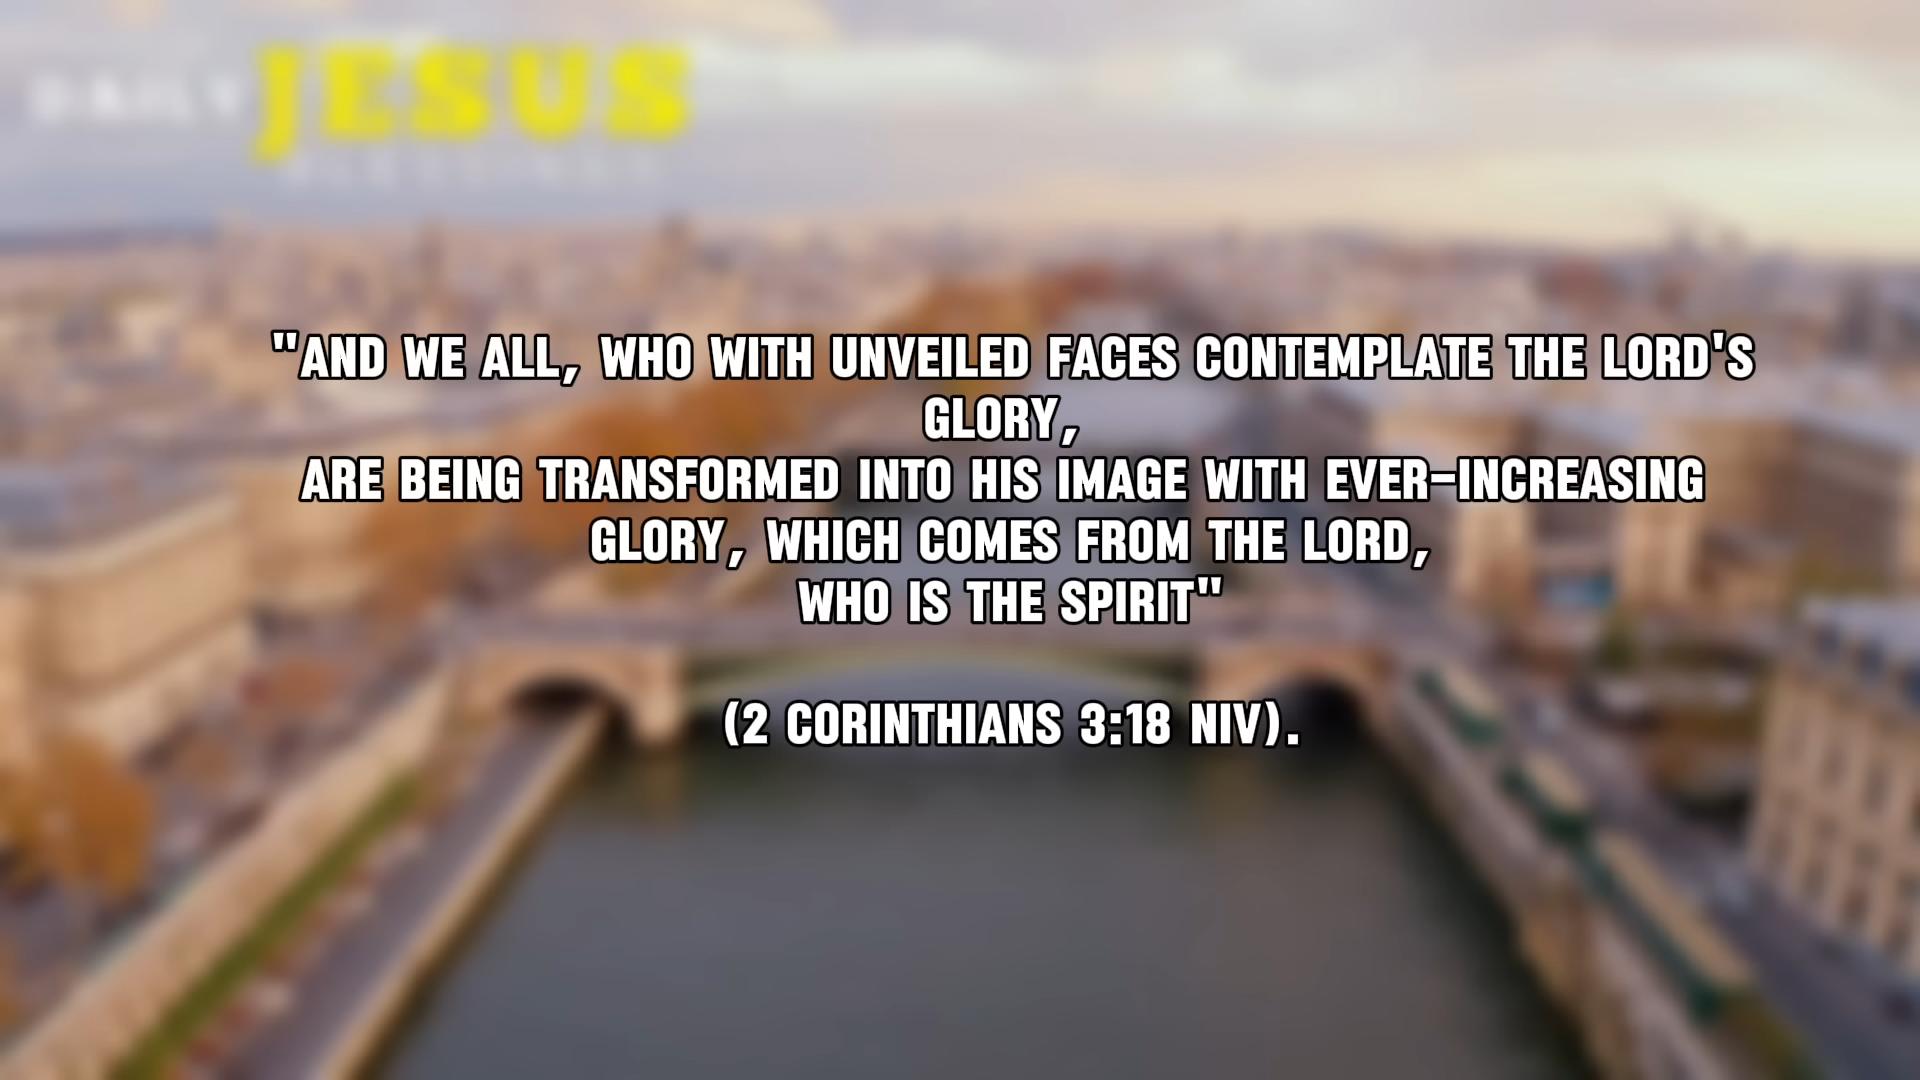 DAILY JESUS
"AND WE ALL, WHO WITH UNVEILED FACES CONTEMPLATE THE LORD'S
GLORY,
ARE BEING TRANSFORMED INTO HIS IMAGE WITH EVER-INCREASING
GLORY, WHICH COMES FROM THE LORD,
WHO IS THE SPIRIT"
(2 CORINTHIANS 3:18 NIV).